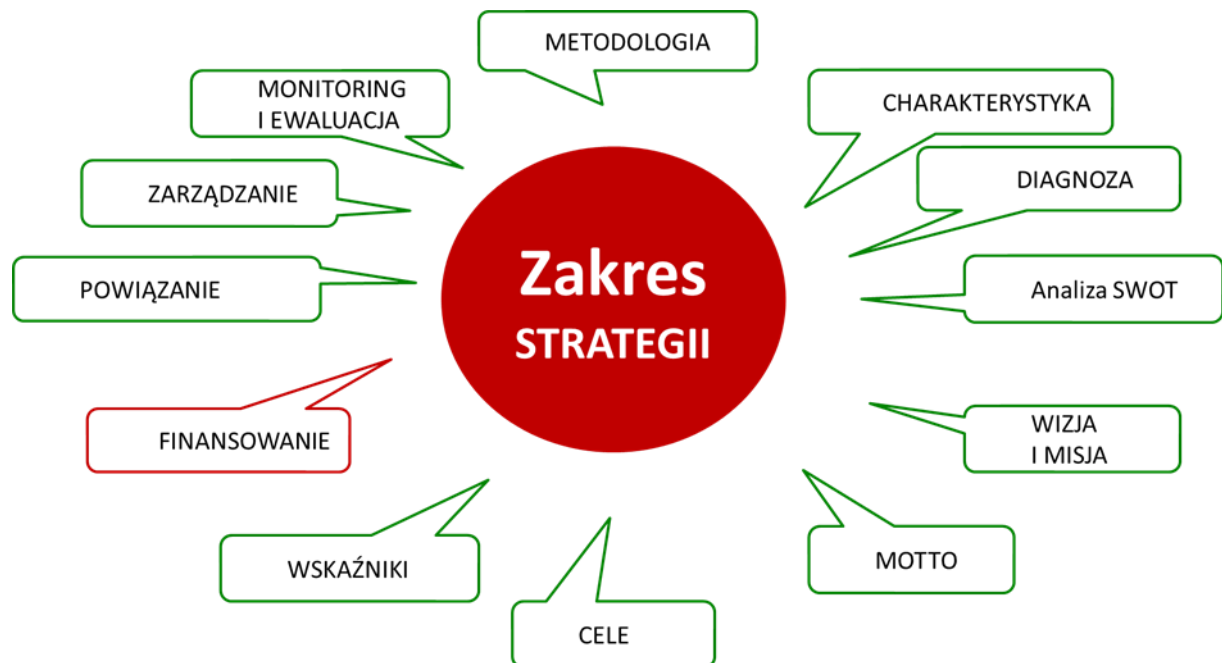 METODOLOGIA
MONITORING
I EWALUACJA
CHARAKTERYSTYKA
ZARZĄDZANIE
DIAGNOZA
POWIĄZANIE
Zakres
STRATEGII
Analiza SWOT
FINANSOWANIE
WIZJA
I MISJA
WSKAŹNIKI
MOTTO
CELE